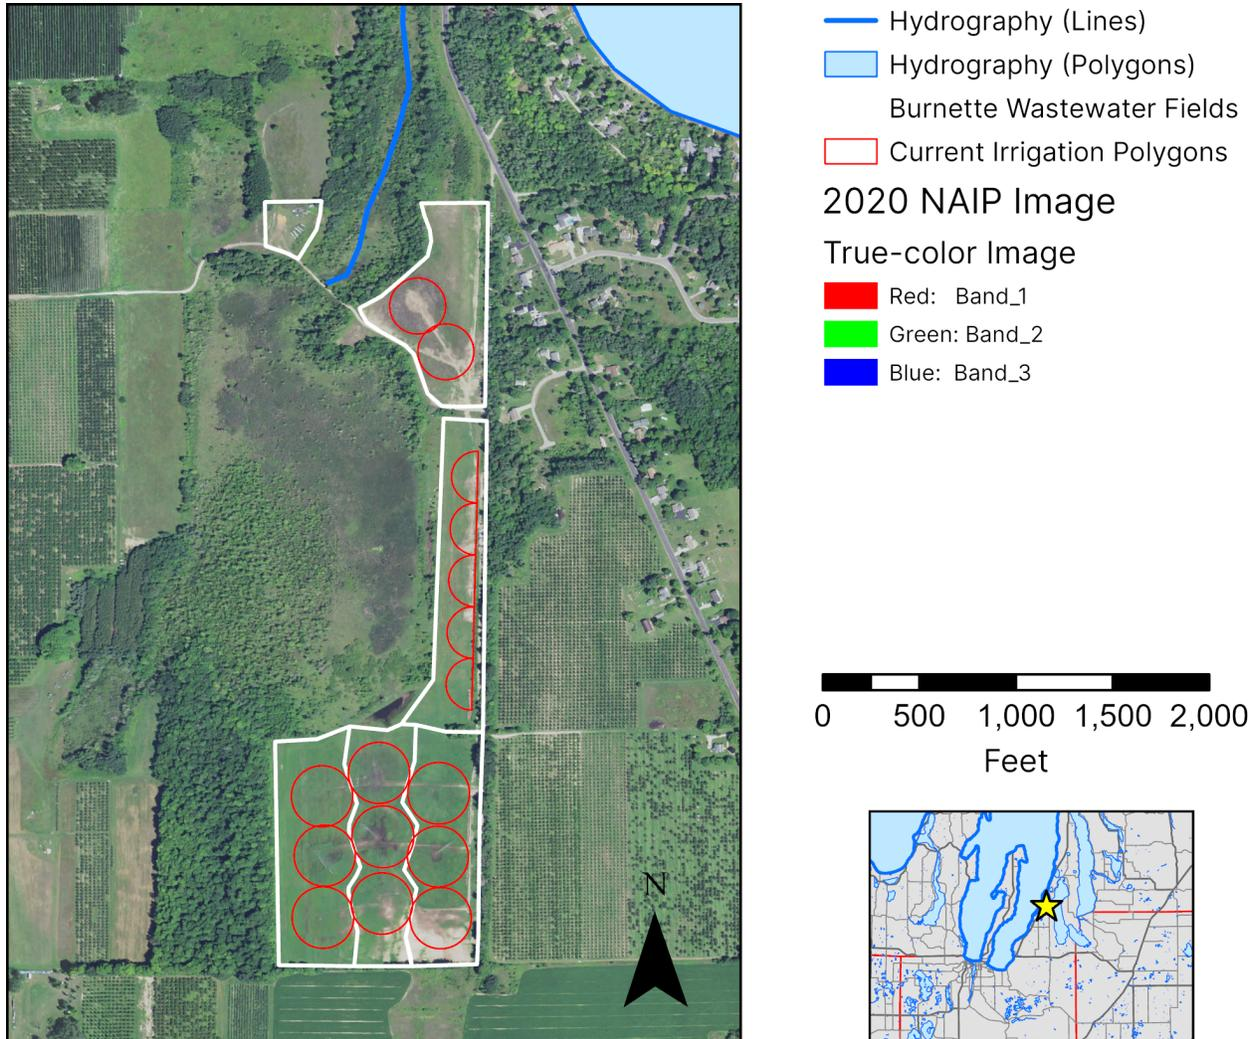 Hydrography (Lines)
Hydrography (Polygons)
Burnette Wastewater Fields
Current Irrigation Polygons
2020 NAIP Image
True-color Image
Red: Band_1
Green: Band_2
Blue: Band_3
0 500 1,000 1,500 2,000
Feet
N